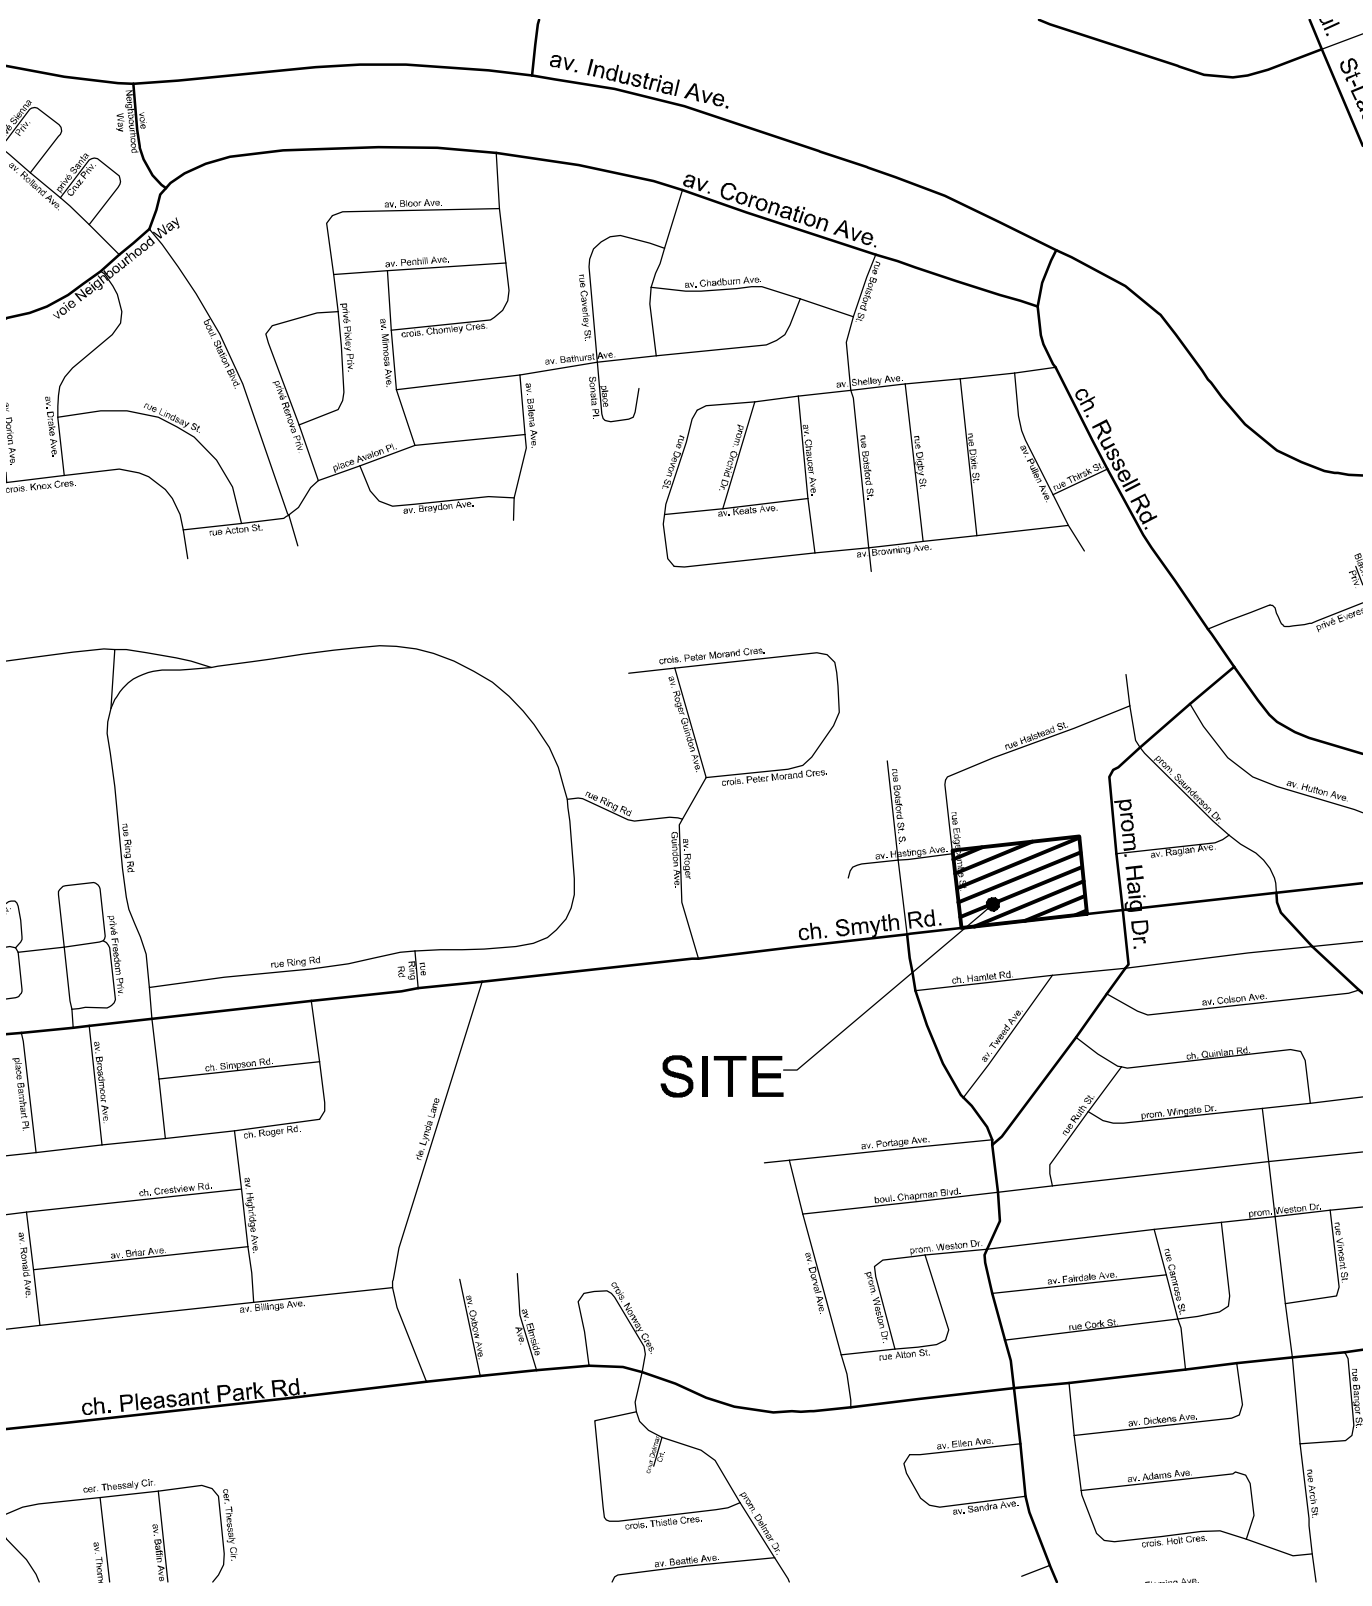 av. Industrial Ave.
St-Lau
voie
Neighbourhood
Way
Priv.
privé Santa
Cruz Priv.
av. Rolland Ave.
av. Coronation Ave.
voie Neighbourhood Way
av. Bloor Ave.
av. Penhill Ave.
crois. Chomley Cres.
privé Pixley Priv.
av. Mimosa Ave.
boul. Station Blvd.
privé Renova Priv.
rue Caverley St.
av. Chadburn Ave.
rue Botsford St.
av. Bathurst Ave.
place
Sonata Pl.
av. Balena Ave.
av. Shelley Ave.
ch. Russell Rd.
av. Dorion Ave.
av. Drake Ave.
rue Lindsay St.
place Avalon Pl.
crois. Knox Cres.
rue Acton St.
av. Braydon Ave.
rue Devon St.
prom. Orchid Dr.
av. Chaucer Ave.
rue Botsford St.
rue Digby St.
rue Dixie St.
av. Pullen Ave.
rue Thirsk St.
av. Keats Ave.
av. Browning Ave.
Priv.
privé Everes
crois. Peter Morand Cres.
av. Roger Guindon Ave.
crois. Peter Morand Cres.
rue Ring Rd
av. Roger
Guindon Ave.
rue Halstead St.
prom. Saunderson Dr.
av. Hutton Ave.
rue Botsford St. S.
av. Hastings Ave.
prom. Haig Dr.
av. Raglan Ave.
rue Ring Rd
privé Freedom Priv.
rue Ring Rd
rue
Ring
Rd
ch. Smyth Rd.
ch. Hamlet Rd.
av. Colson Ave.
av. Tweed Ave.
SITE
place Barnhart Pl.
av. Broadmoor Ave.
ch. Simpson Rd.
ch. Roger Rd.
rle. Lynda Lane
ch. Quinlan Rd.
rue Ruth St.
prom. Wingate Dr.
av. Portage Ave.
ch. Crestview Rd.
av. Highridge Ave.
boul. Chapman Blvd.
prom. Weston Dr.
av. Ronald Ave.
av. Briar Ave.
av. Dorval Ave.
prom. Weston Dr.
prom. Weston Dr.
av. Fairdale Ave.
rue Camrose St.
rue Vincent St.
av. Billings Ave.
av. Oxbow Ave.
av. Elmside
Ave.
crois. Norway Cres.
rue Cork St.
rue Alton St.
ch. Pleasant Park Rd.
av. Dickens Ave.
rue Bangor St.
av. Ellen Ave.
cour Delmar
Crt.
av. Adams Ave.
rue Arch St.
av. Sandra Ave.
cer. Thessaly Cir.
cer. Thessaly Cir.
av. Thorn
av. Baffin Ave
crois. Thistle Cres.
prom. Delmar Dr.
crois. Holt Cres.
av. Beattie Ave.